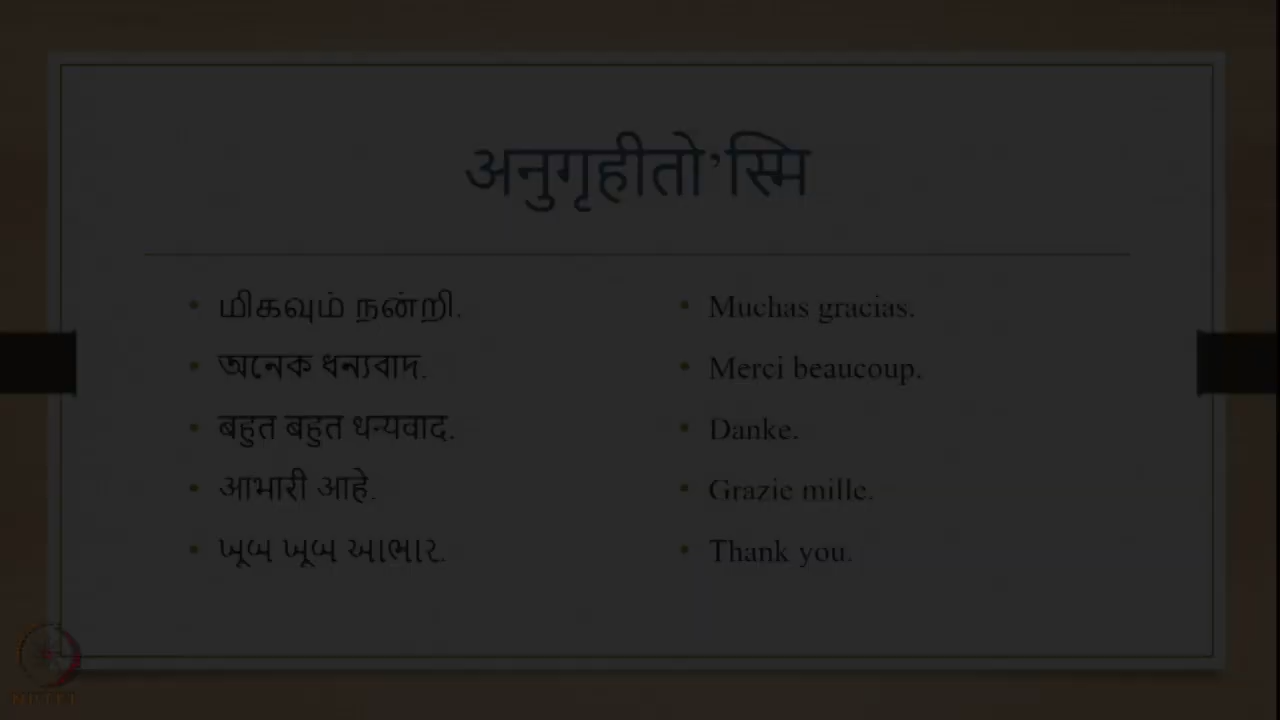 अनुगृहीतो’स्मि
மிகவும் நன்றி.
অনেক ধন্যবাদ.
बहुत बहुत धन्यवाद.
आभारी आहे.
ખૂબ ખૂબ આભાર.
Muchas gracias.
Merci beaucoup.
Danke.
Grazie mille.
Thank you.
NPTEL